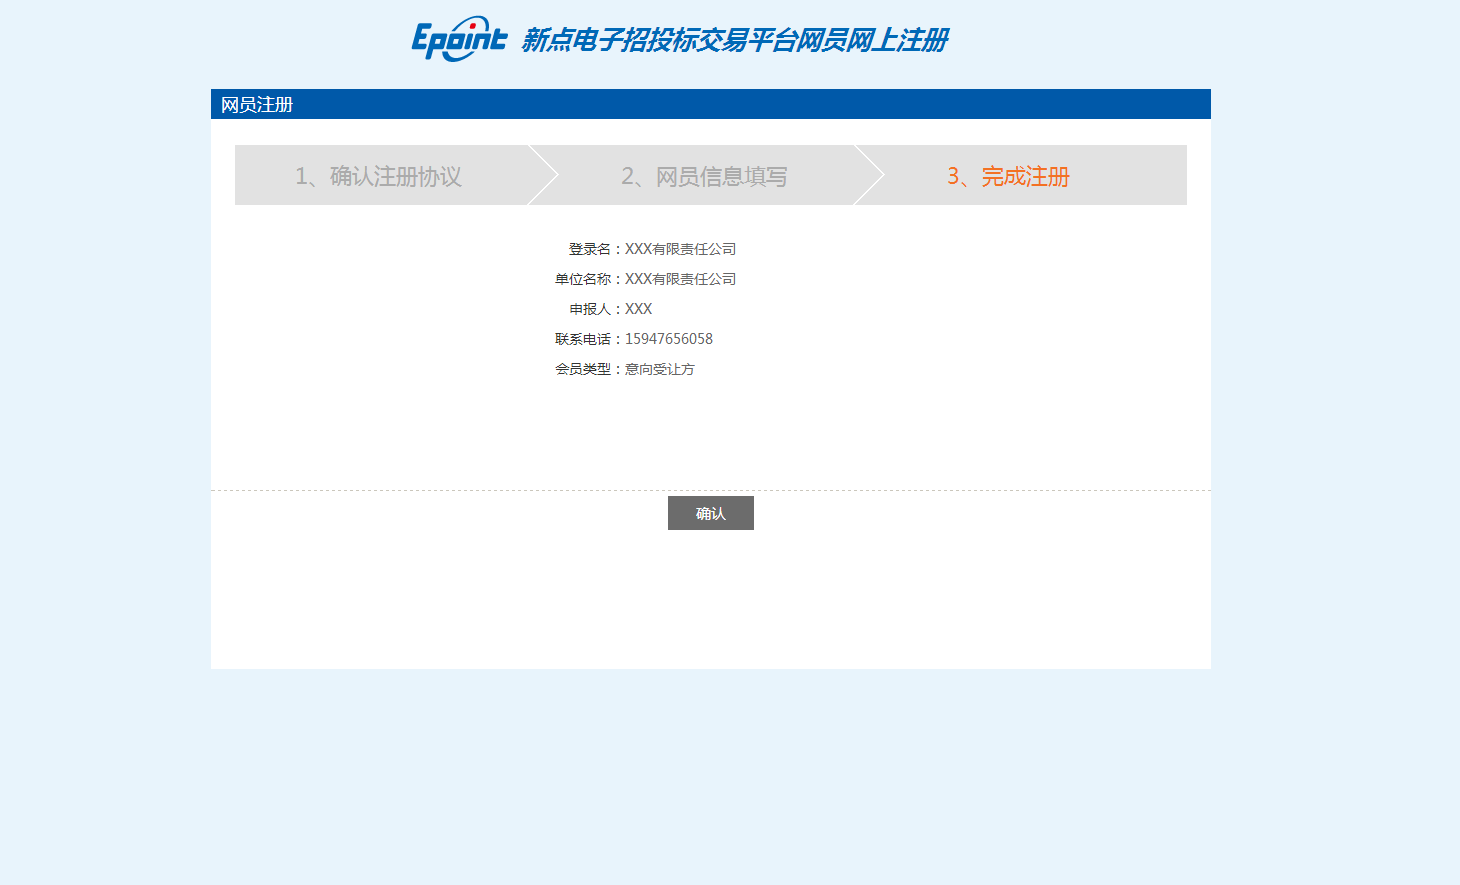 Epoint 新点电子招投标交易平台网员网上注册
网员注册
1、确认注册协议 2、网员信息填写 3、完成注册
登录名：XXX有限责任公司
单位名称：XXX有限责任公司
申报人：XXX
联系电话：15947656058
会员类型：意向受让方
确认